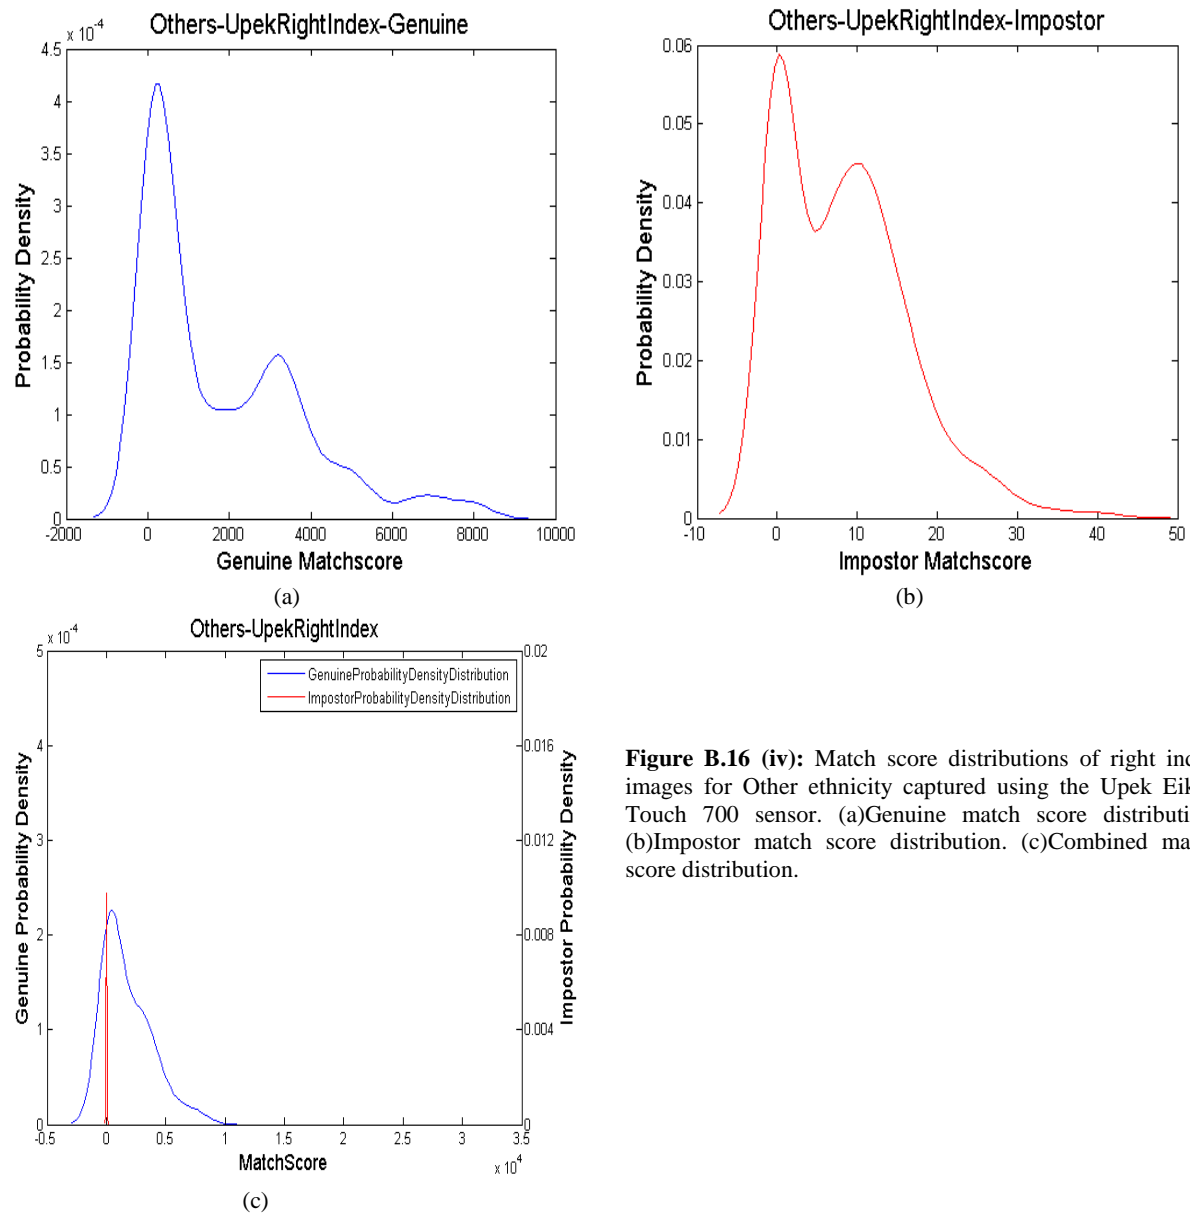 Others-UpekRightIndex-Genuine
x 10^-4
4.5
4
3.5
3
2.5
2
1.5
1
0.5
0
-2000 0 2000 4000 6000 8000 10000
Probability Density
Genuine Matchscore
(a)
Others-UpekRightIndex-Impostor
0.06
0.05
0.04
0.03
0.02
0.01
0
-10 0 10 20 30 40 50
Probability Density
Impostor Matchscore
(b)
Others-UpekRightIndex
x 10^-4
5
4
3
2
1
0
0.02
0.016
0.012
0.008
0.004
0
GenuineProbabilityDensityDistribution
ImpostorProbabilityDensityDistribution
Genuine Probability Density
Impostor Probability Density
-0.5 0 0.5 1 1.5 2 2.5 3 3.5
MatchScore
x 10^4
(c)
Figure B.16 (iv): Match score distributions of right
images for Other ethnicity captured using the Upek
Touch 700 sensor. (a)Genuine match score
(b)Impostor match score distribution. (c)Combined
score distribution.